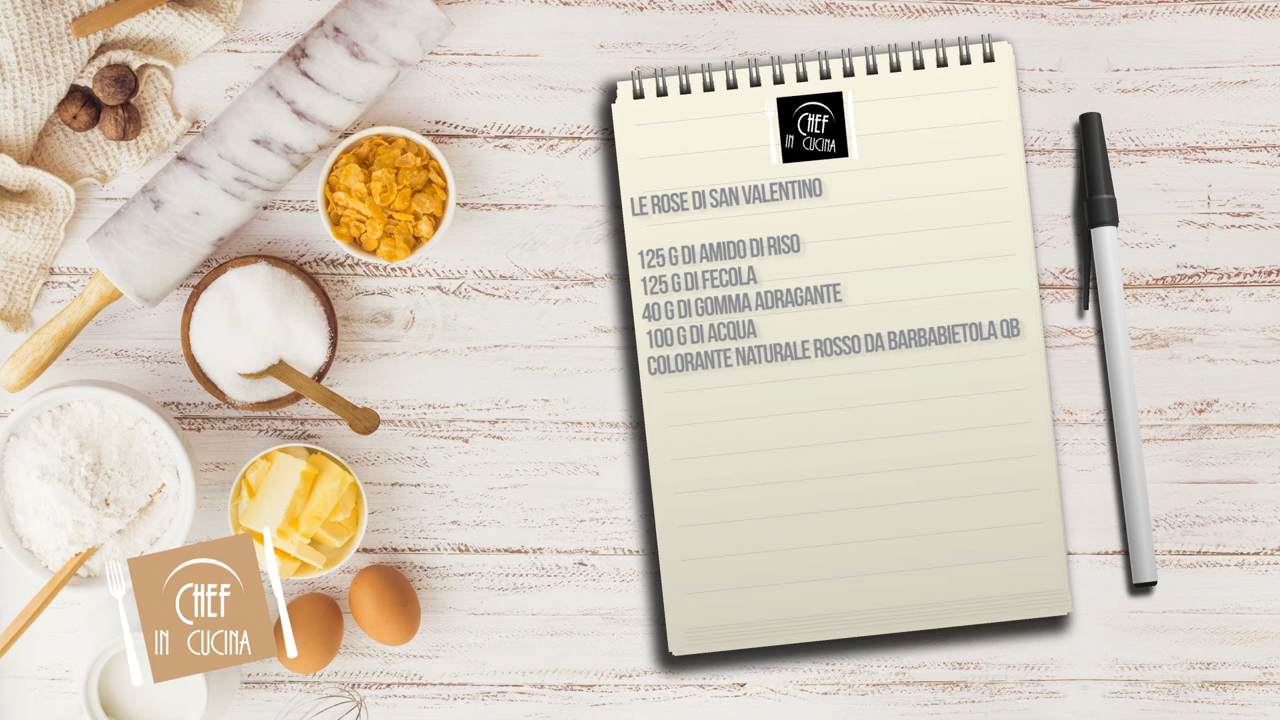 CHEF
IN CUCINA
LE ROSE DI SAN VALENTINO
125 G DI AMIDO DI RISO
125 G DI FECOLA
40 G DI GOMMA ADRAGANTE
100 G DI ACQUA
COLORANTE NATURALE ROSSO DA BARBABIETOLA QB
CHEF
IN CUCINA